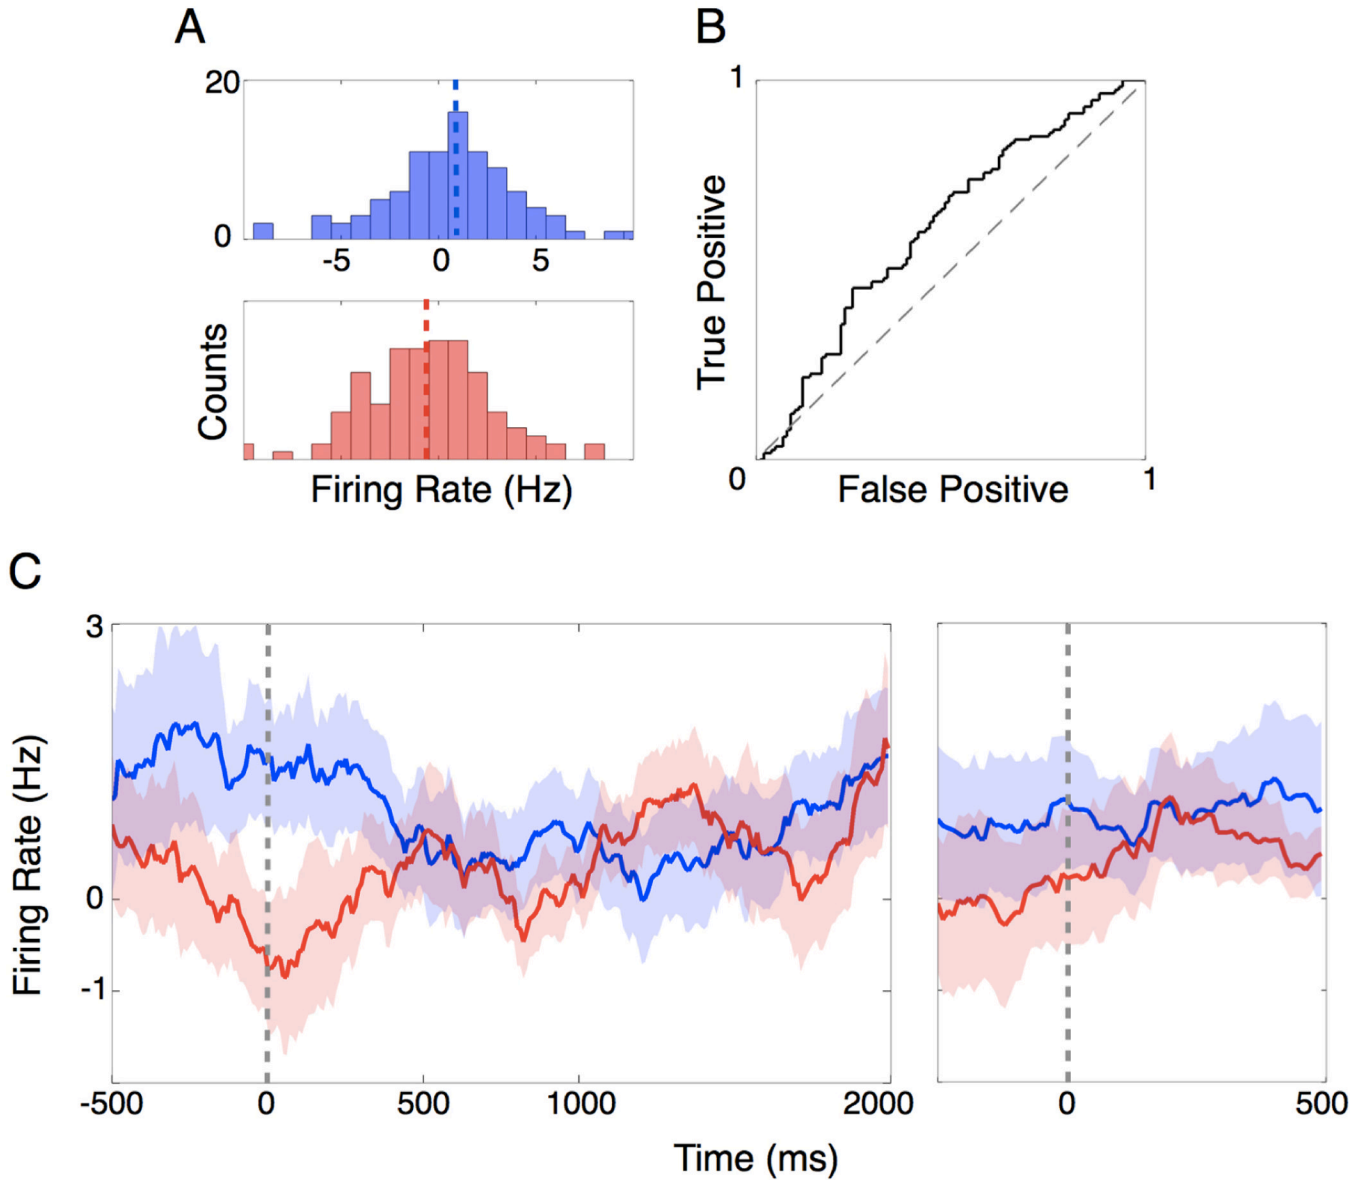 A
B
20
0
-5 0 5
Counts
Firing Rate (Hz)
1
True Positive
0
1
False Positive
C
3
0
-1
Firing Rate (Hz)
-500 0 500 1000 2000
0 500
Time (ms)